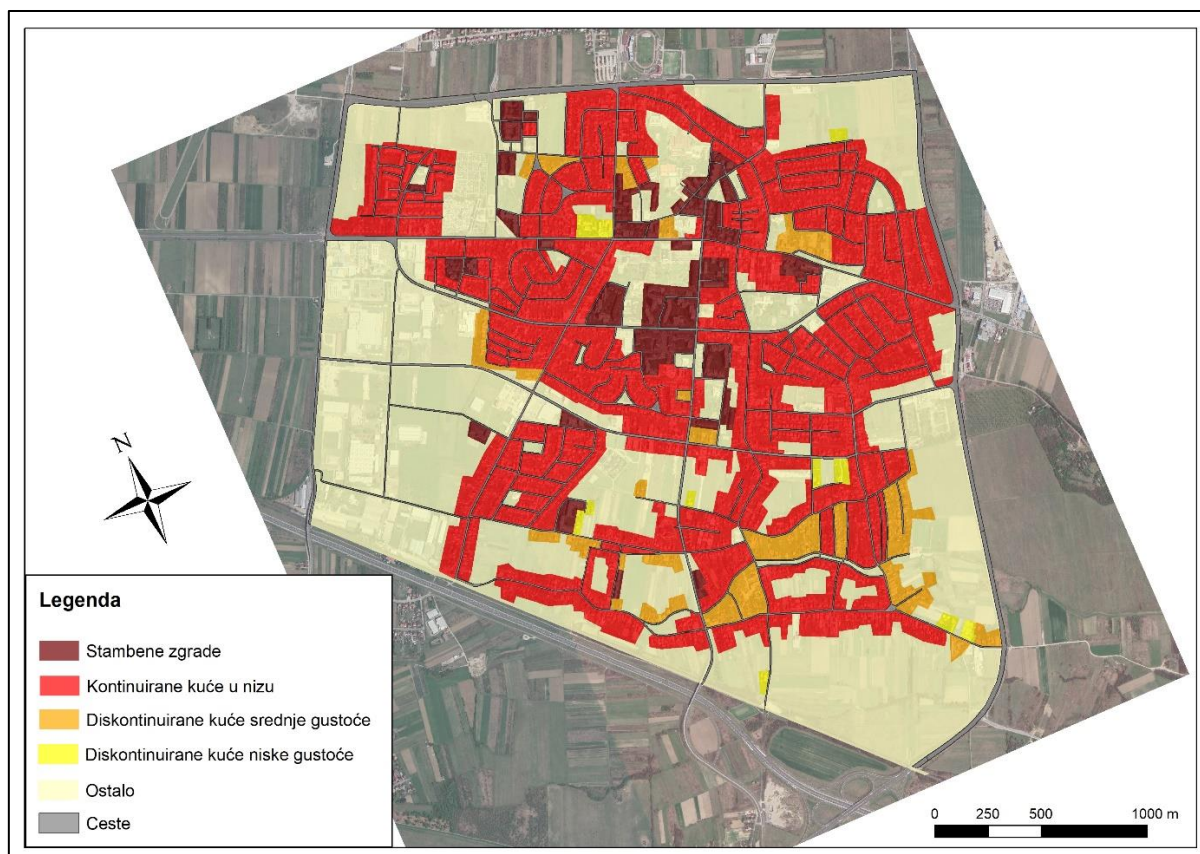 N
Legenda
Stambene zgrade
Kontinuirane kuće u nizu
Diskontinuirane kuće srednje gustoće
Diskontinuirane kuće niske gustoće
Ostalo
Ceste
0 250 500 1000 m